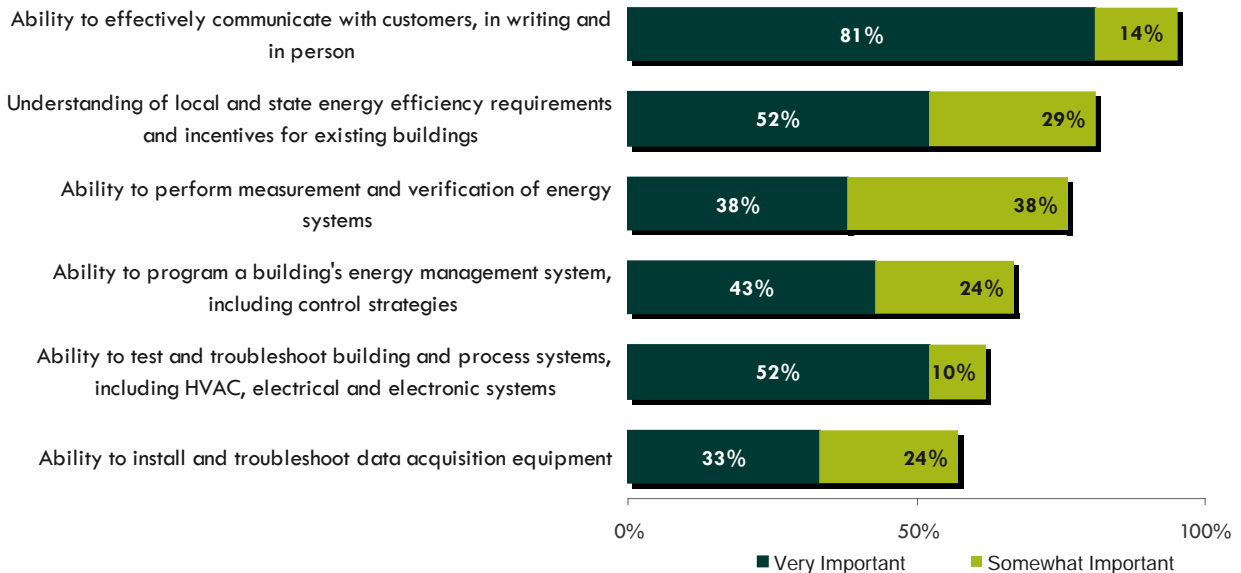 Ability to effectively communicate with customers, in writing and
in person
81%
14%
Understanding of local and state energy efficiency requirements
and incentives for existing buildings
52%
29%
Ability to perform measurement and verification of energy
systems
38%
38%
Ability to program a building's energy management system,
including control strategies
43%
24%
Ability to test and troubleshoot building and process systems,
including HVAC, electrical and electronic systems
52%
10%
Ability to install and troubleshoot data acquisition equipment
33%
24%
0%
50%
100%
Very Important
Somewhat Important